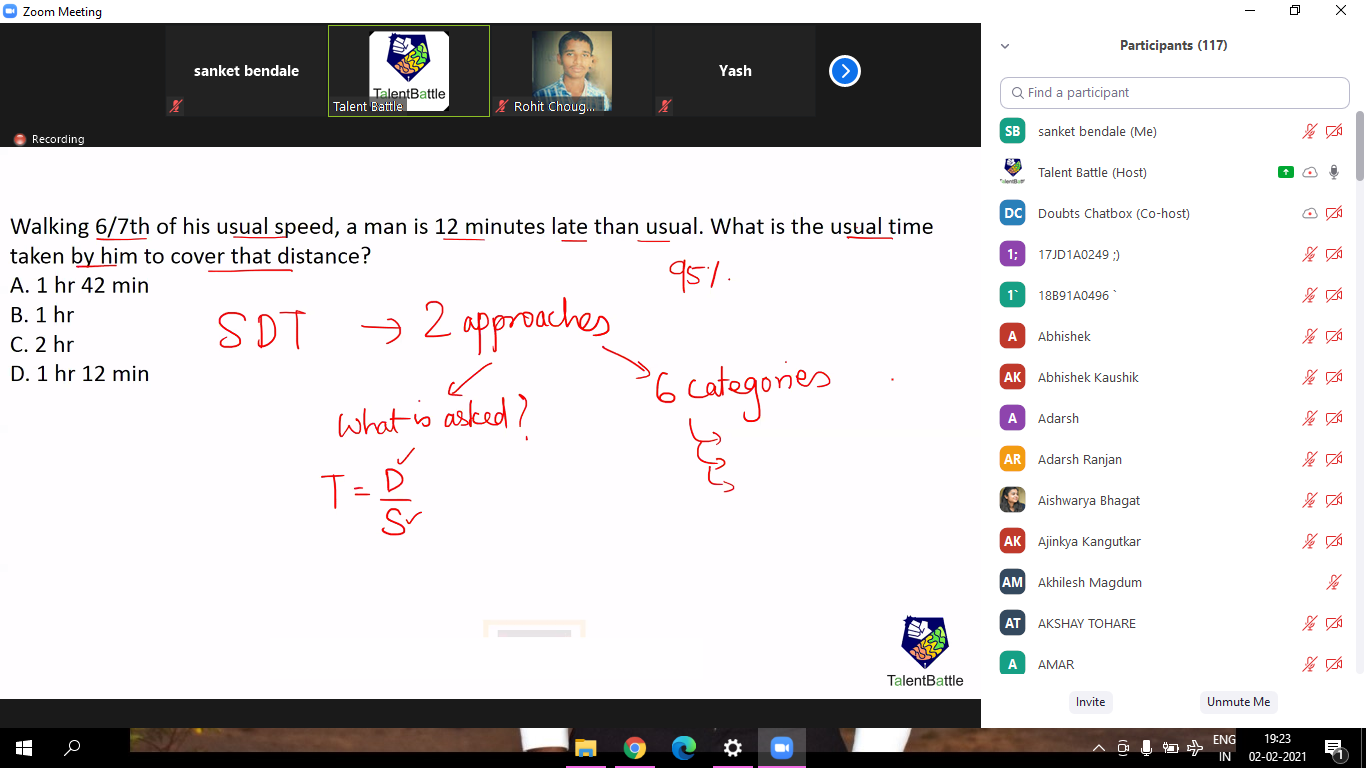 Zoom Meeting
sanket bendale
TalentBattle
Talent Battle
Rohit Choug...
Yash
Recording
Walking 6/7th of his usual speed, a man is 12 minutes late than usual. What is the usual time
taken by him to cover that distance?
95%
A. 1 hr 42 min
B. 1 hr
C. 2 hr
D. 1 hr 12 min
SDT → 2 approaches
6 categories
What is asked?
T = D
S
TalentBattle
Participants (117)
Find a participant
SB sanket bendale (Me)
Talent Battle (Host)
DC Doubts Chatbox (Co-host)
1; 17JD1A0249 ;)
1` 18B91A0496 `
A Abhishek
AK Abhishek Kaushik
A Adarsh
AR Adarsh Ranjan
Aishwarya Bhagat
AK Ajinkya Kangutkar
AM Akhilesh Magdum
AT AKSHAY TOHARE
A AMAR
Invite
Unmute Me
ENG
IN
19:23
02-02-2021
1